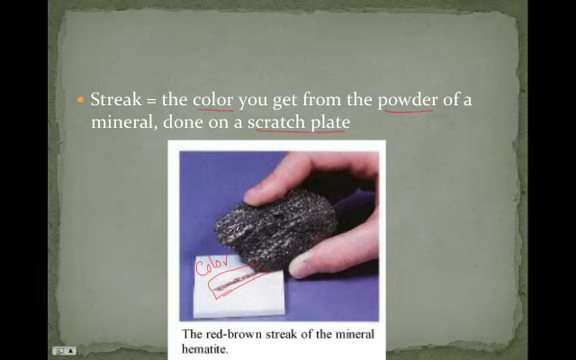 Streak = the color you get from the powder of a
mineral, done on a scratch plate
Color
The red-brown streak of the mineral
hematite.